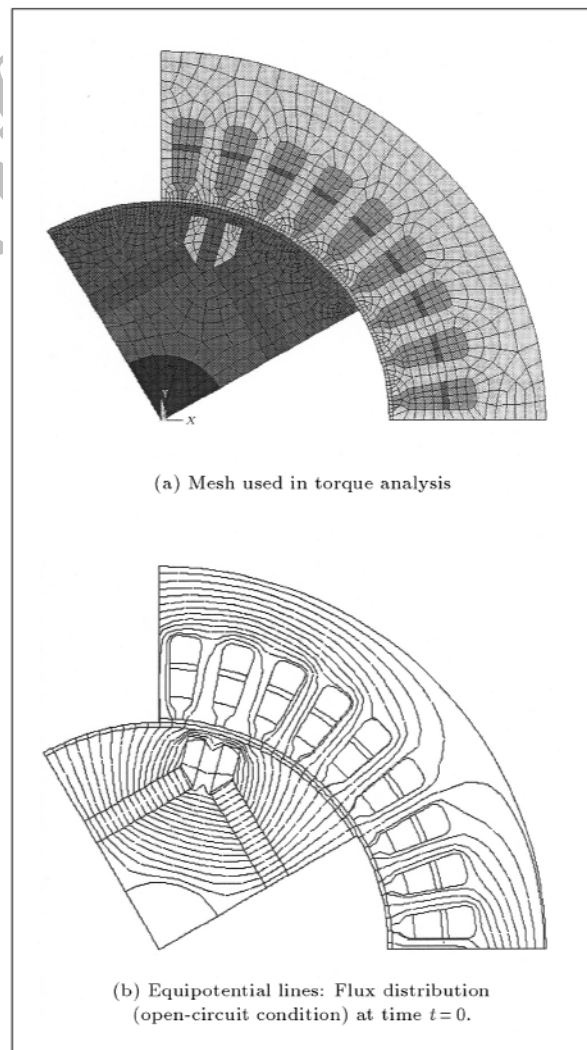 Y
X
(a) Mesh used in torque analysis
(b) Equipotential lines: Flux distribution
(open-circuit condition) at time t=0.